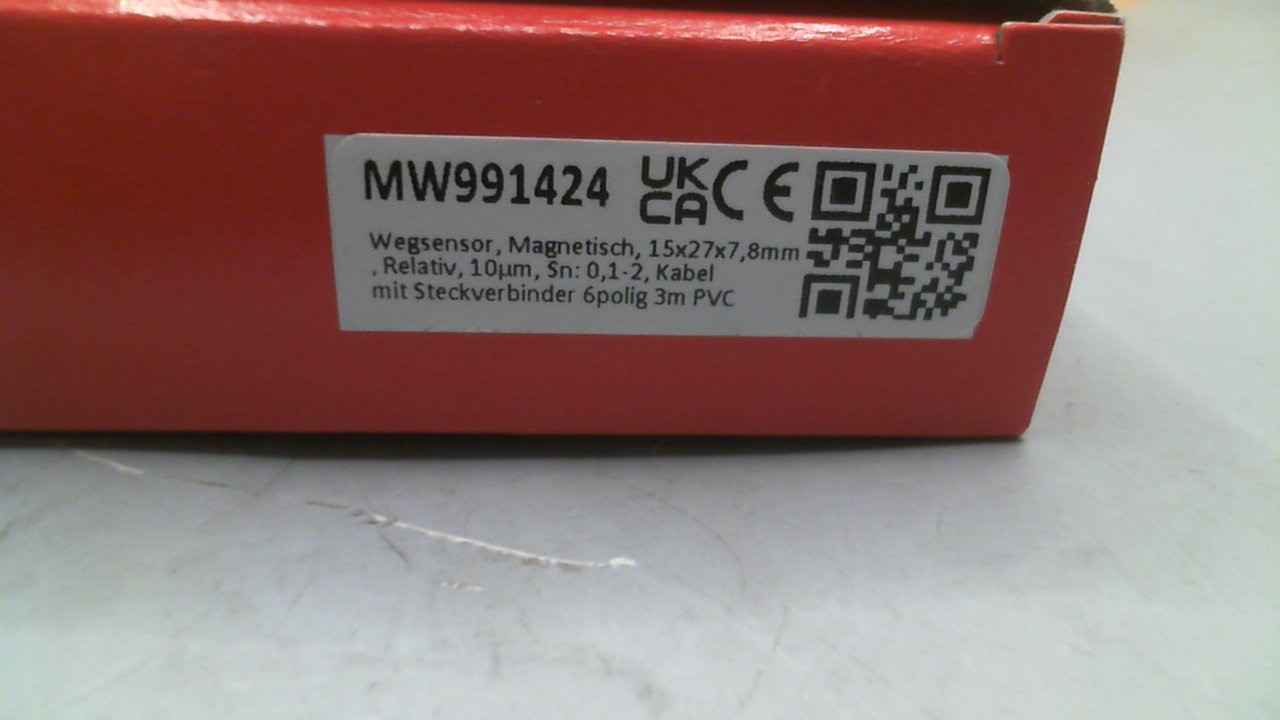 MW991424 UK CA CE
Wegsensor, Magnetisch, 15x27x7,8mm
, Relativ, 10µm, Sn: 0,1-2, Kabel
mit Steckverbinder 6polig 3m PVC